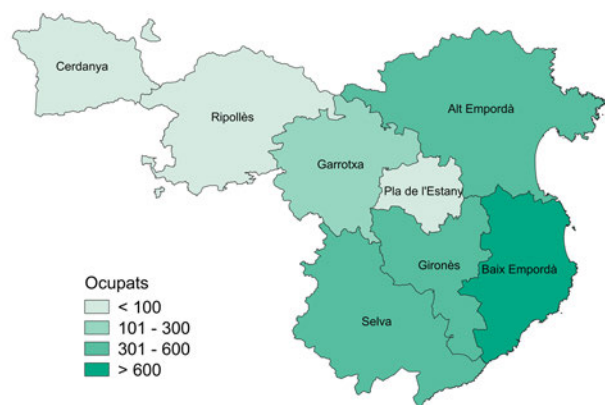 Cerdanya
Ripollès
Alt Empordà
Garrotxa
Pla de l'Estany
Gironès
Baix Empordà
Selva
Ocupats
< 100
101 - 300
301 - 600
> 600